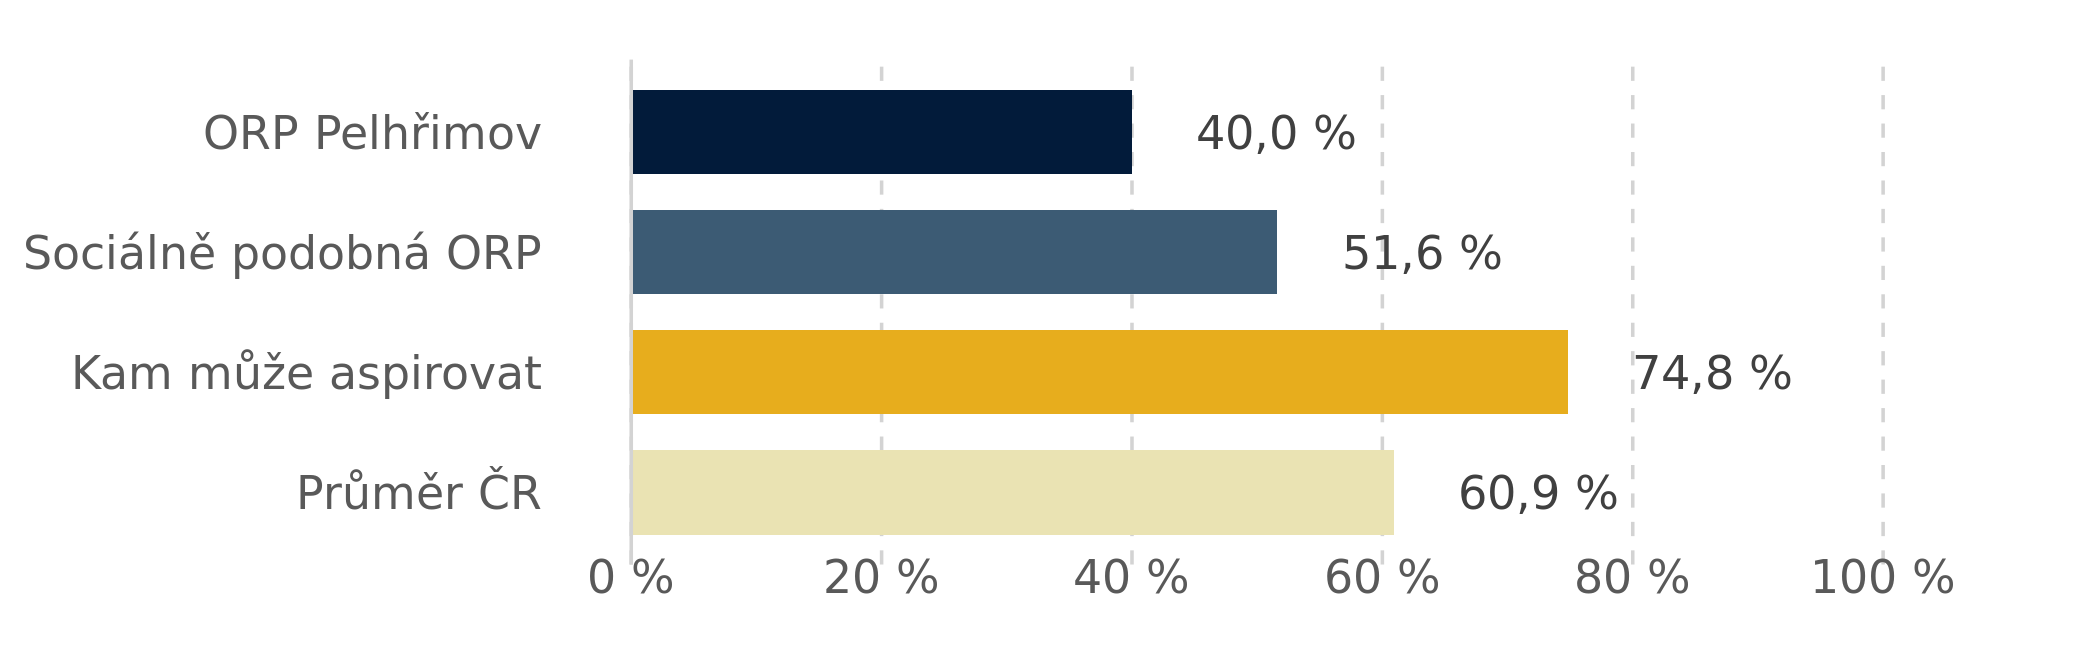 ORP Pelhřimov 40,0 %
Sociálně podobná ORP 51,6 %
Kam může aspirovat 74,8 %
Průměr ČR 60,9 %
0 % 20 % 40 % 60 % 80 % 100 %